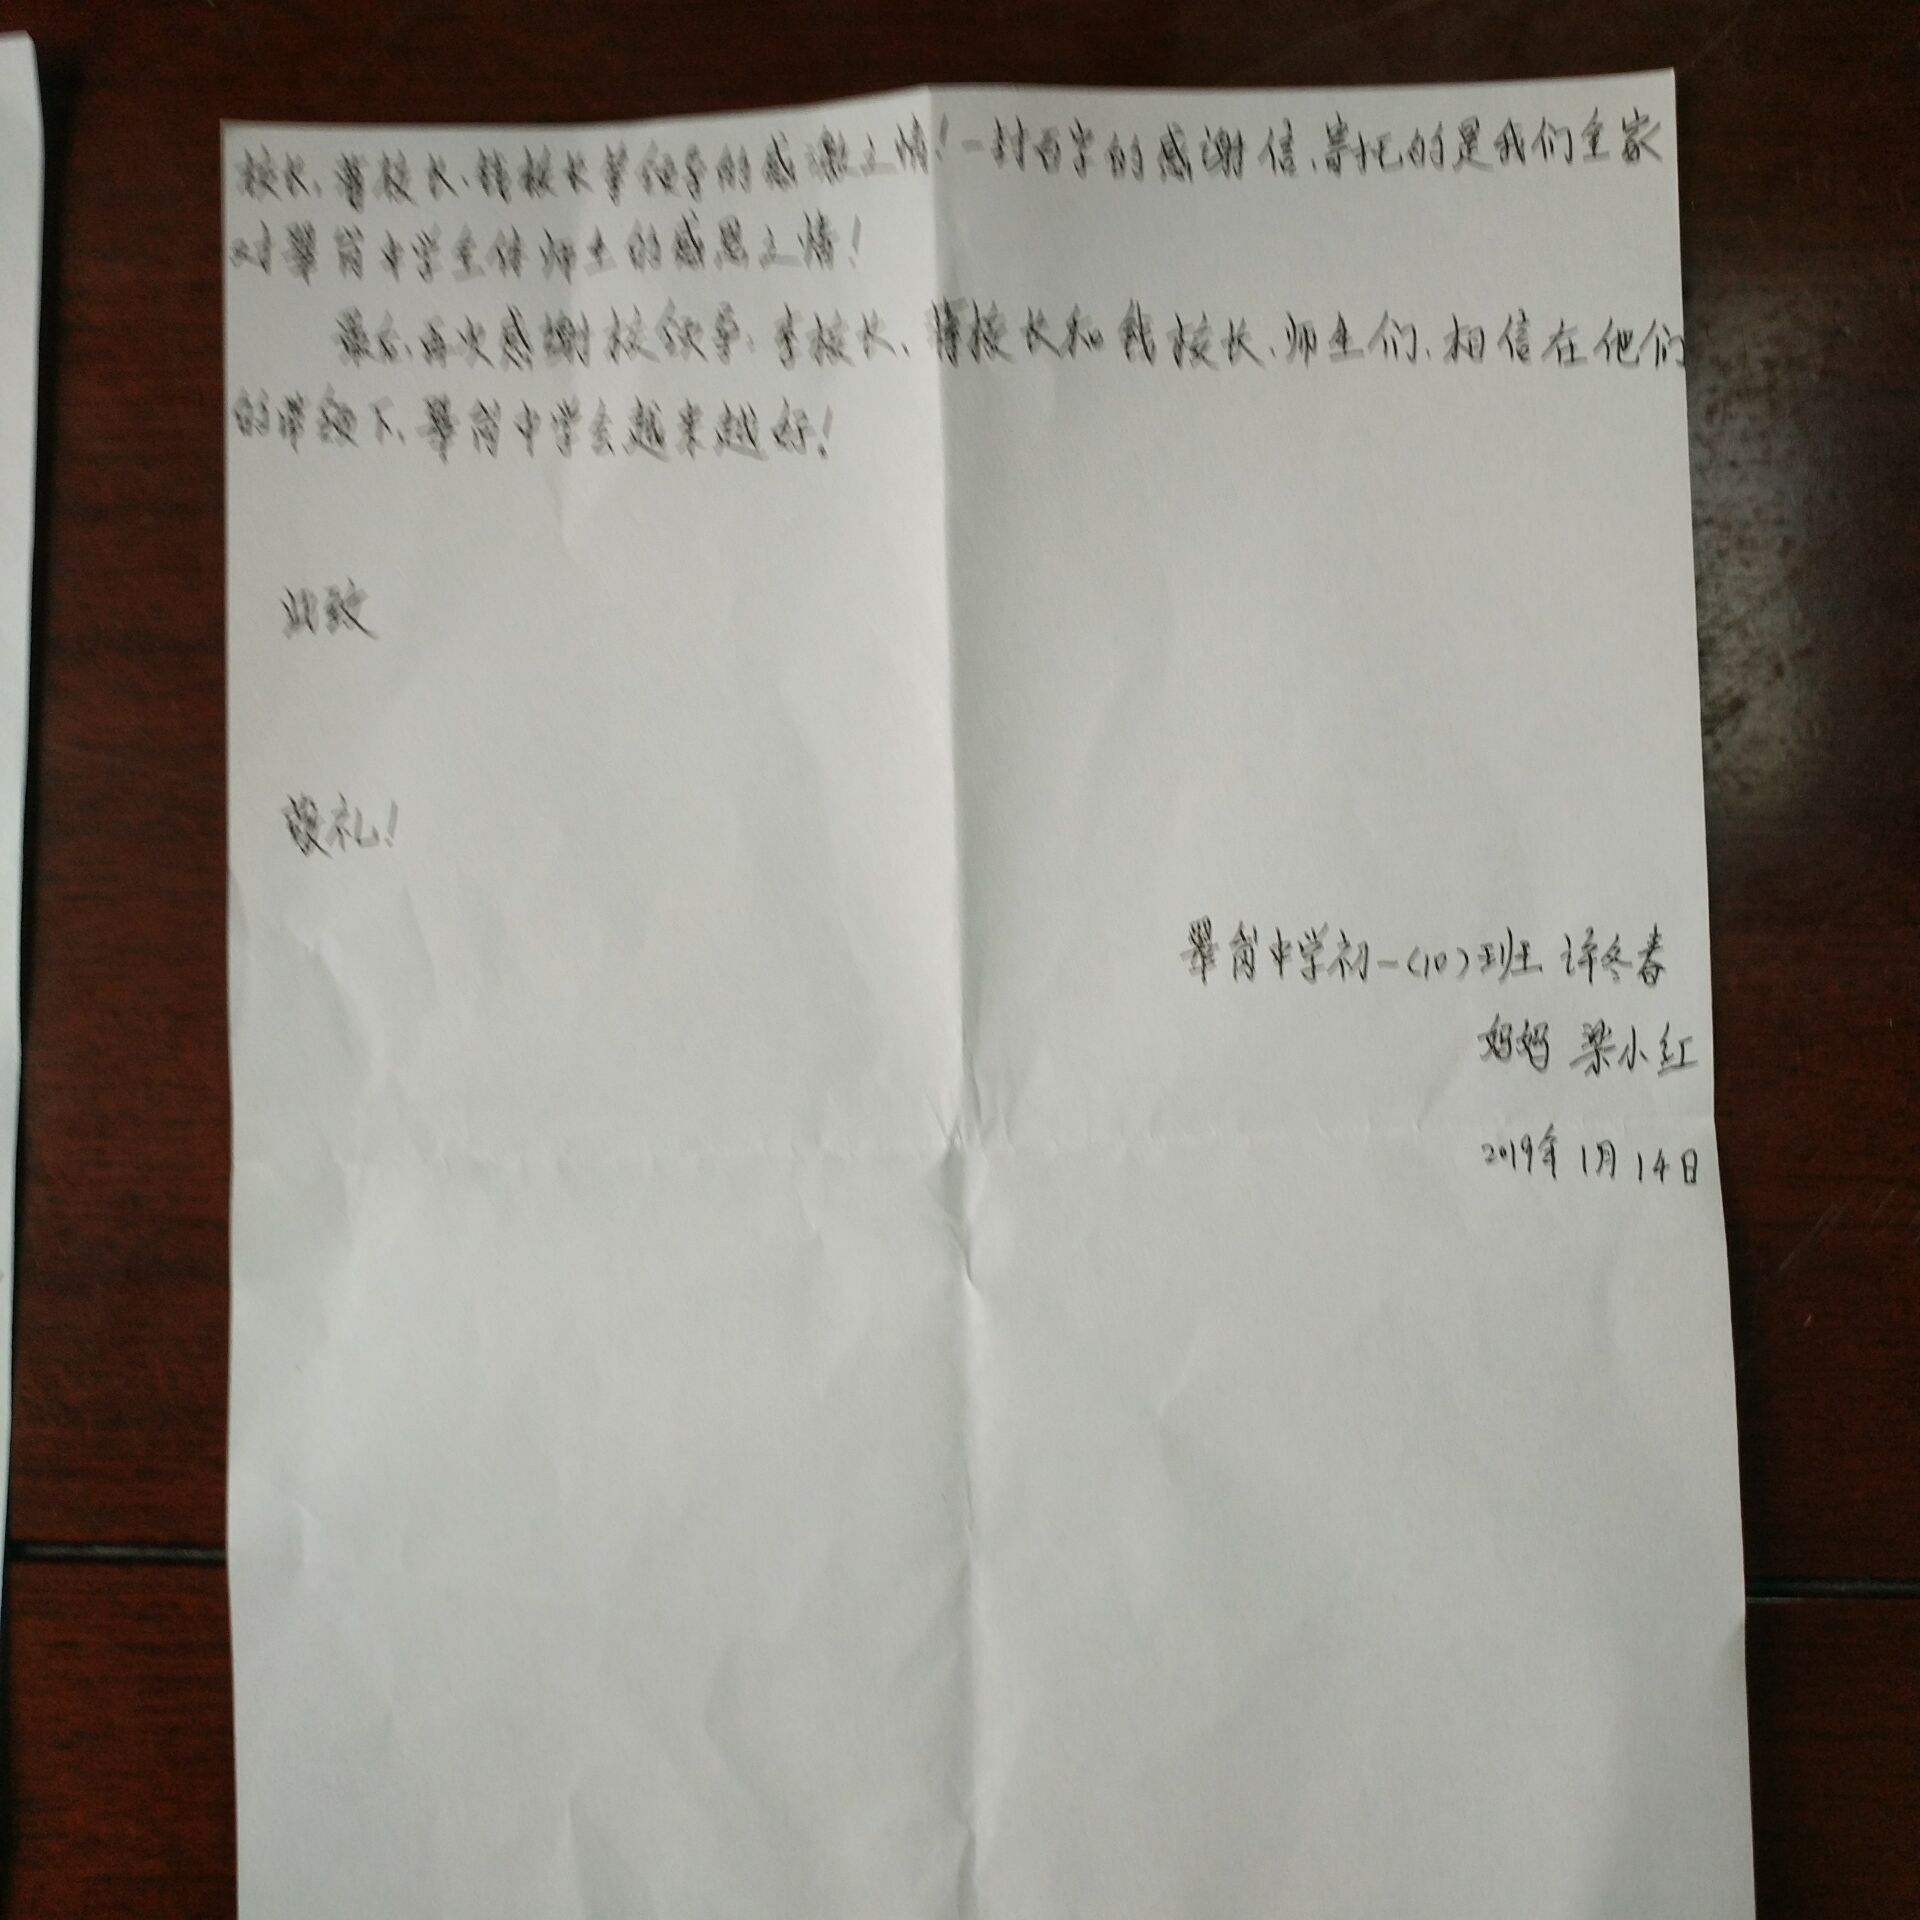 校长、蒋校长、钱校长等领导的感激之情！一封百字的感谢信、寄托的是我们全家
对翠岗中学全体师生的感恩之情！
最后、再次感谢校领导、李校长、蒋校长和钱校长、师生们、相信在他们
的带领下、翠岗中学会越来越好！
此致
敬礼！
翠岗中学初一（10）班 许冬春
妈妈 梁小红
2019年1月14日